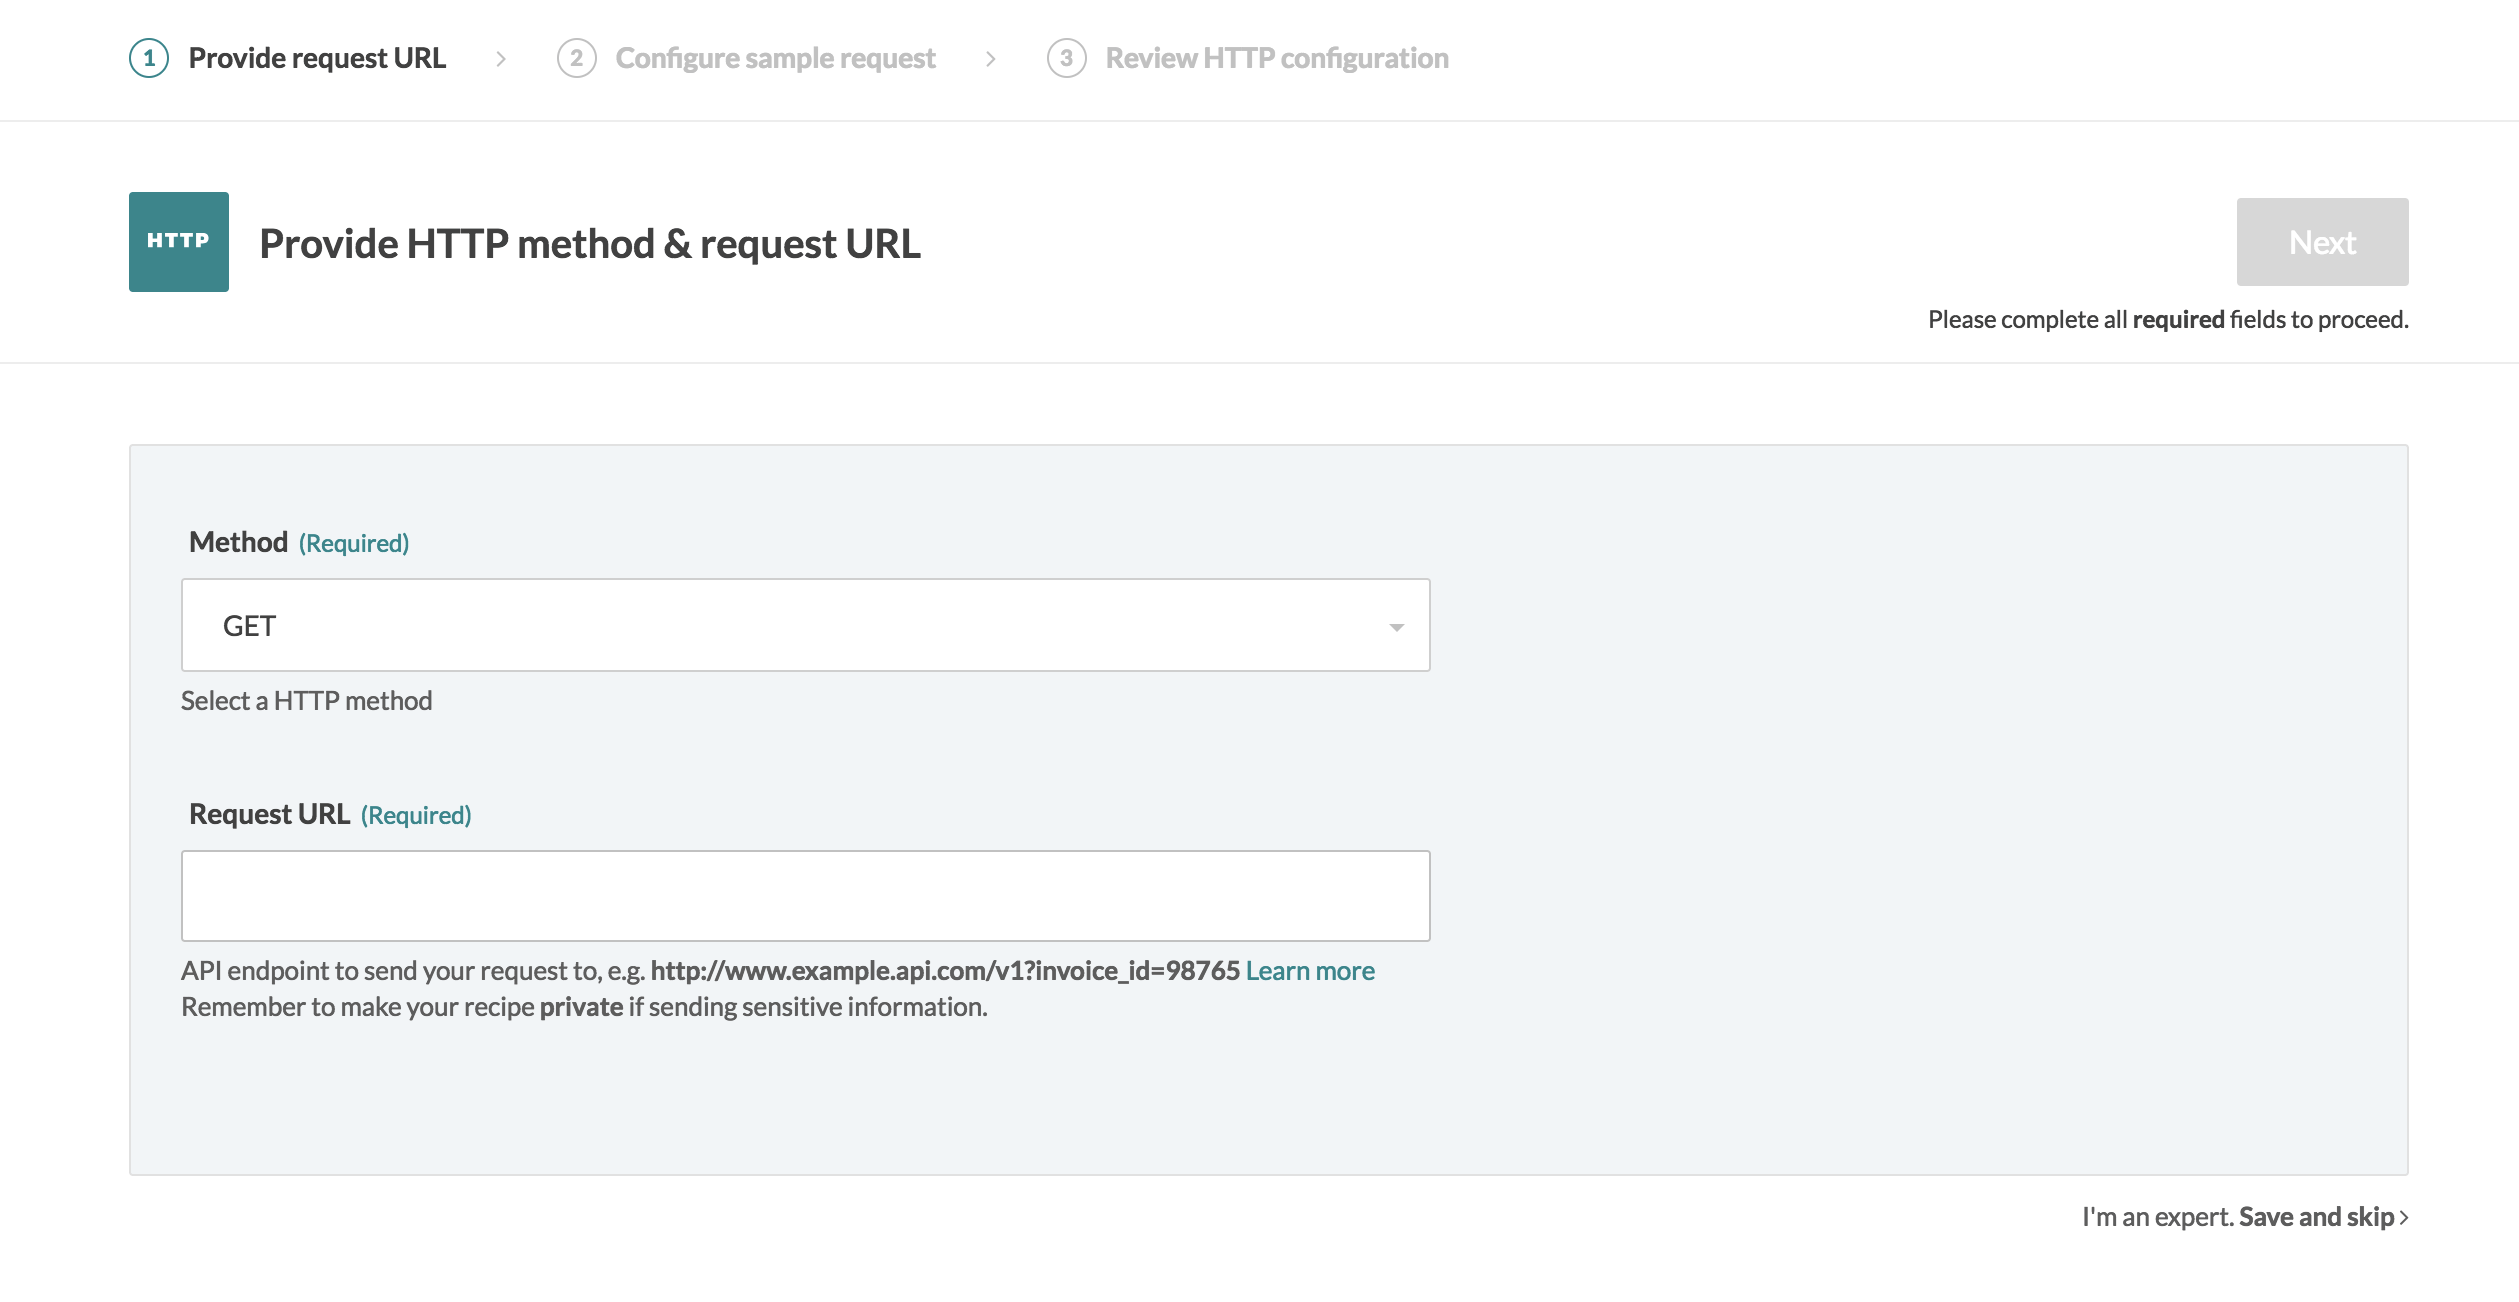 1 Provide request URL > 2 Configure sample request > 3 Review HTTP configuration
HTTP
Provide HTTP method & request URL
Next
Please complete all required fields to proceed.
Method (Required)
GET
Select a HTTP method
Request URL (Required)
API endpoint to send your request to, e.g. http://www.example.api.com/v1?invoice_id=98765 Learn more
Remember to make your recipe private if sending sensitive information.
I'm an expert. Save and skip >